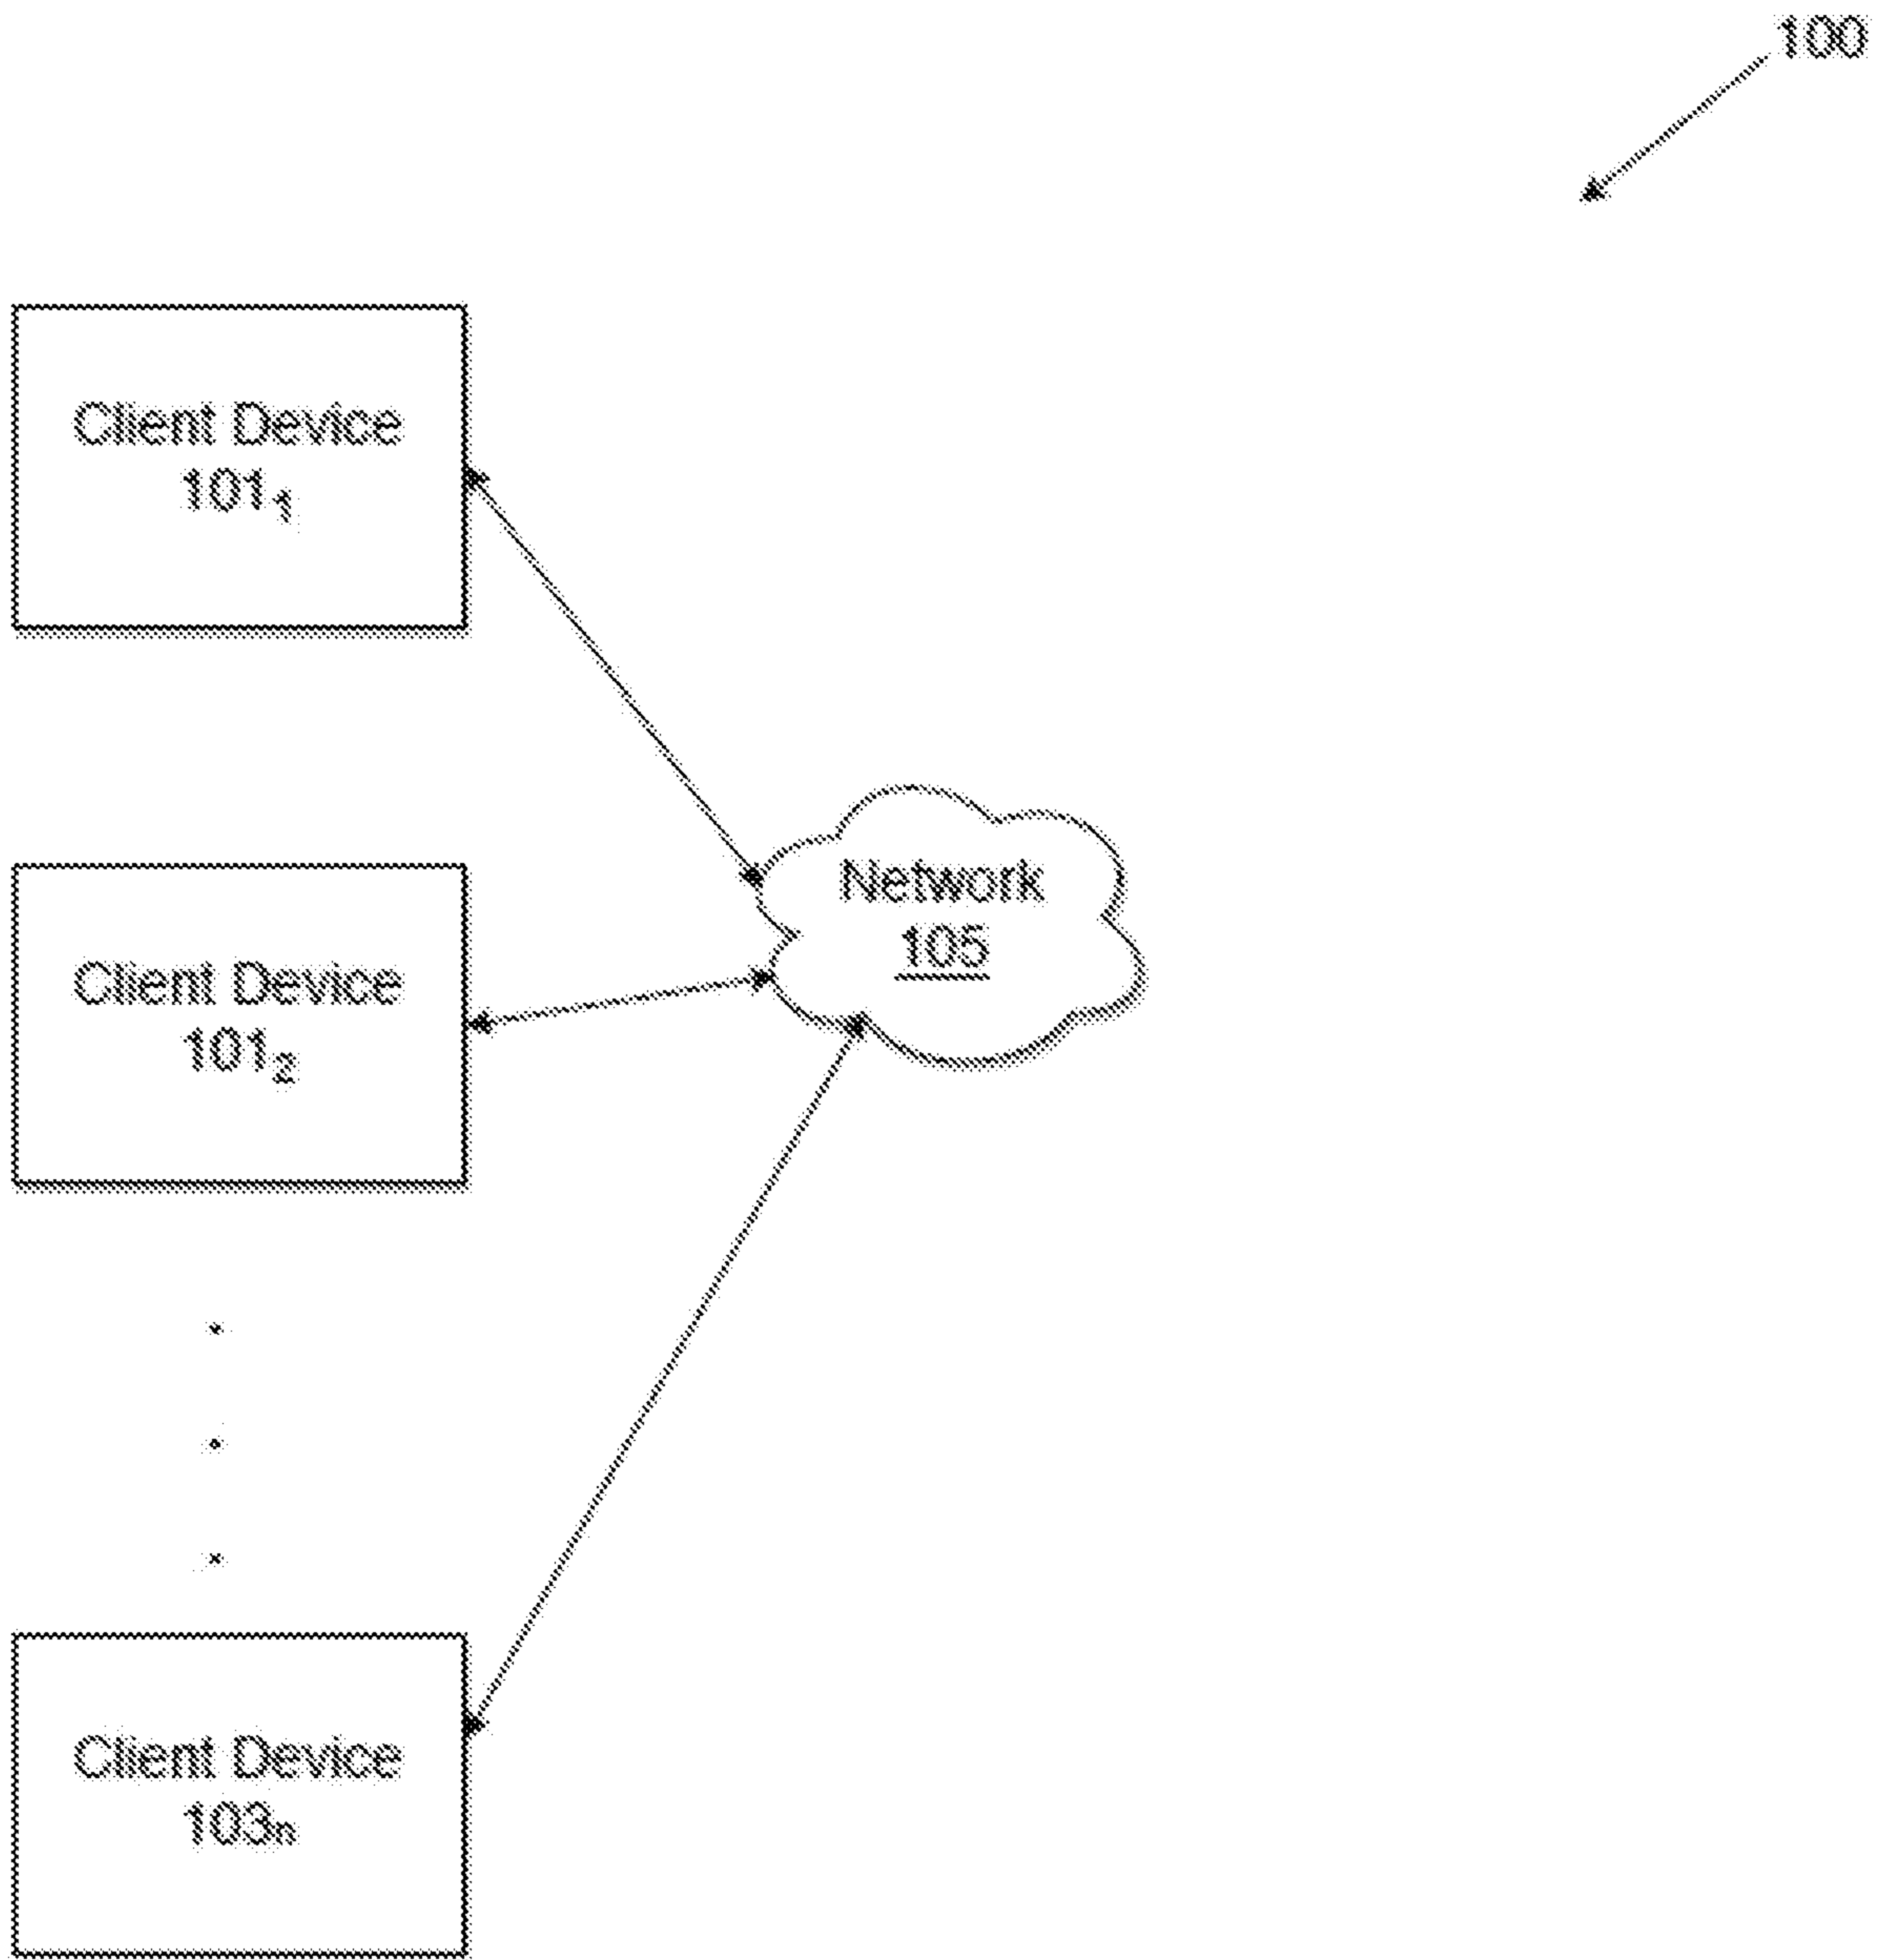 100
Client Device
101₁
Network
105
Client Device
101₂
Client Device
103ₙ